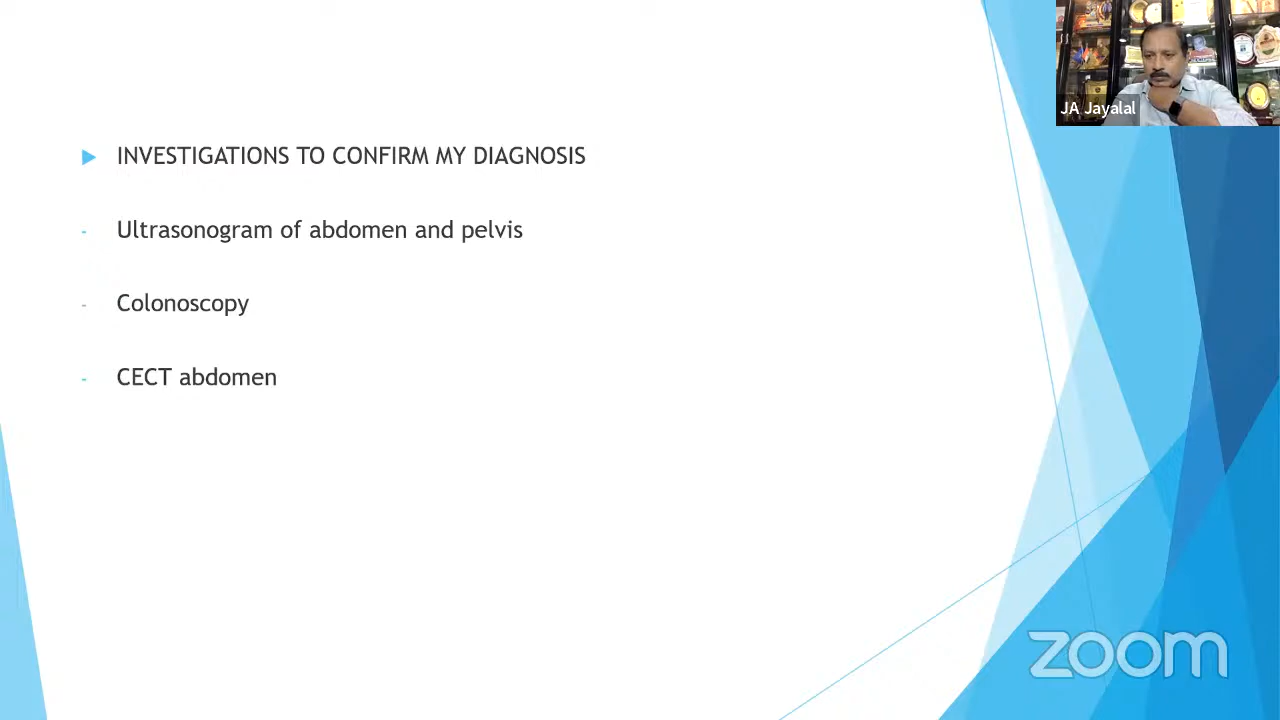 JA Jayalal
INVESTIGATIONS TO CONFIRM MY DIAGNOSIS
- Ultrasonogram of abdomen and pelvis
- Colonoscopy
- CECT abdomen
zoom